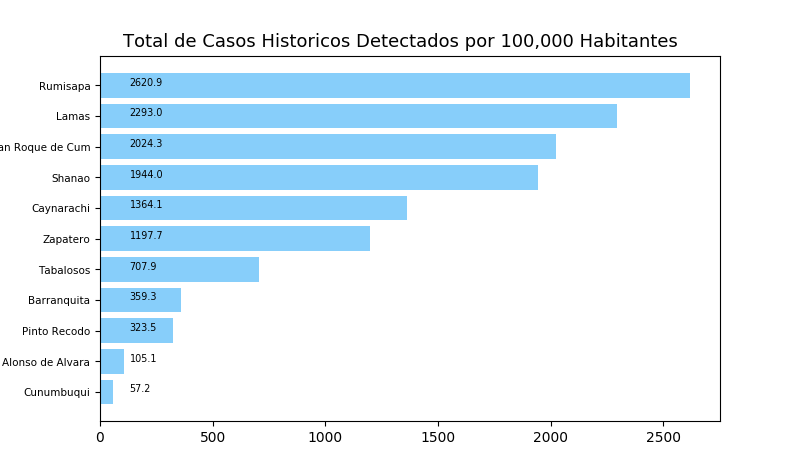 Total de Casos Historicos Detectados por 100,000 Habitantes
Rumisapa 2620.9
Lamas 2293.0
an Roque de Cum 2024.3
Shanao 1944.0
Caynarachi 1364.1
Zapatero 1197.7
Tabalosos 707.9
Barranquita 359.3
Pinto Recodo 323.5
Alonso de Alvara 105.1
Cunumbuqui 57.2
0 500 1000 1500 2000 2500